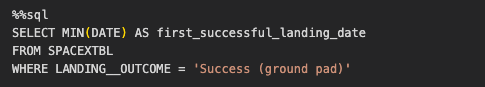 %%sql
SELECT MIN(DATE) AS first_successful_landing_date
FROM SPACEXTBL
WHERE LANDING__OUTCOME = 'Success (ground pad)'